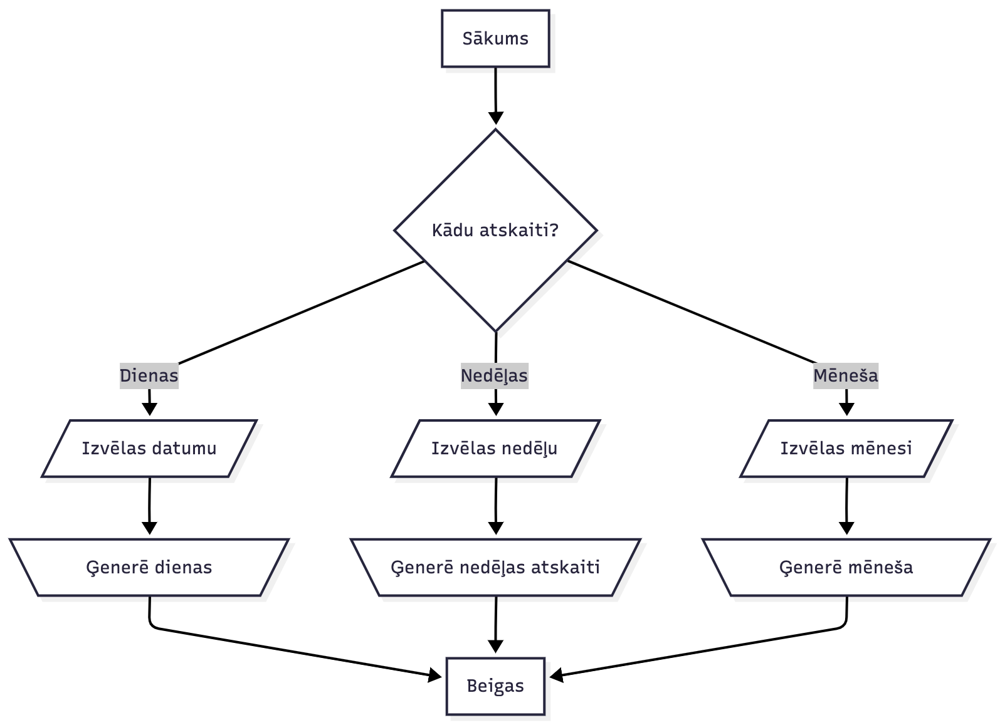 Sākums
Kādu atskaiti?
Dienas
Nedēļas
Mēneša
Izvēlas datumu
Izvēlas nedēļu
Izvēlas mēnesi
Ģenerē dienas
Ģenerē nedēļas atskaiti
Ģenerē mēneša
Beigas